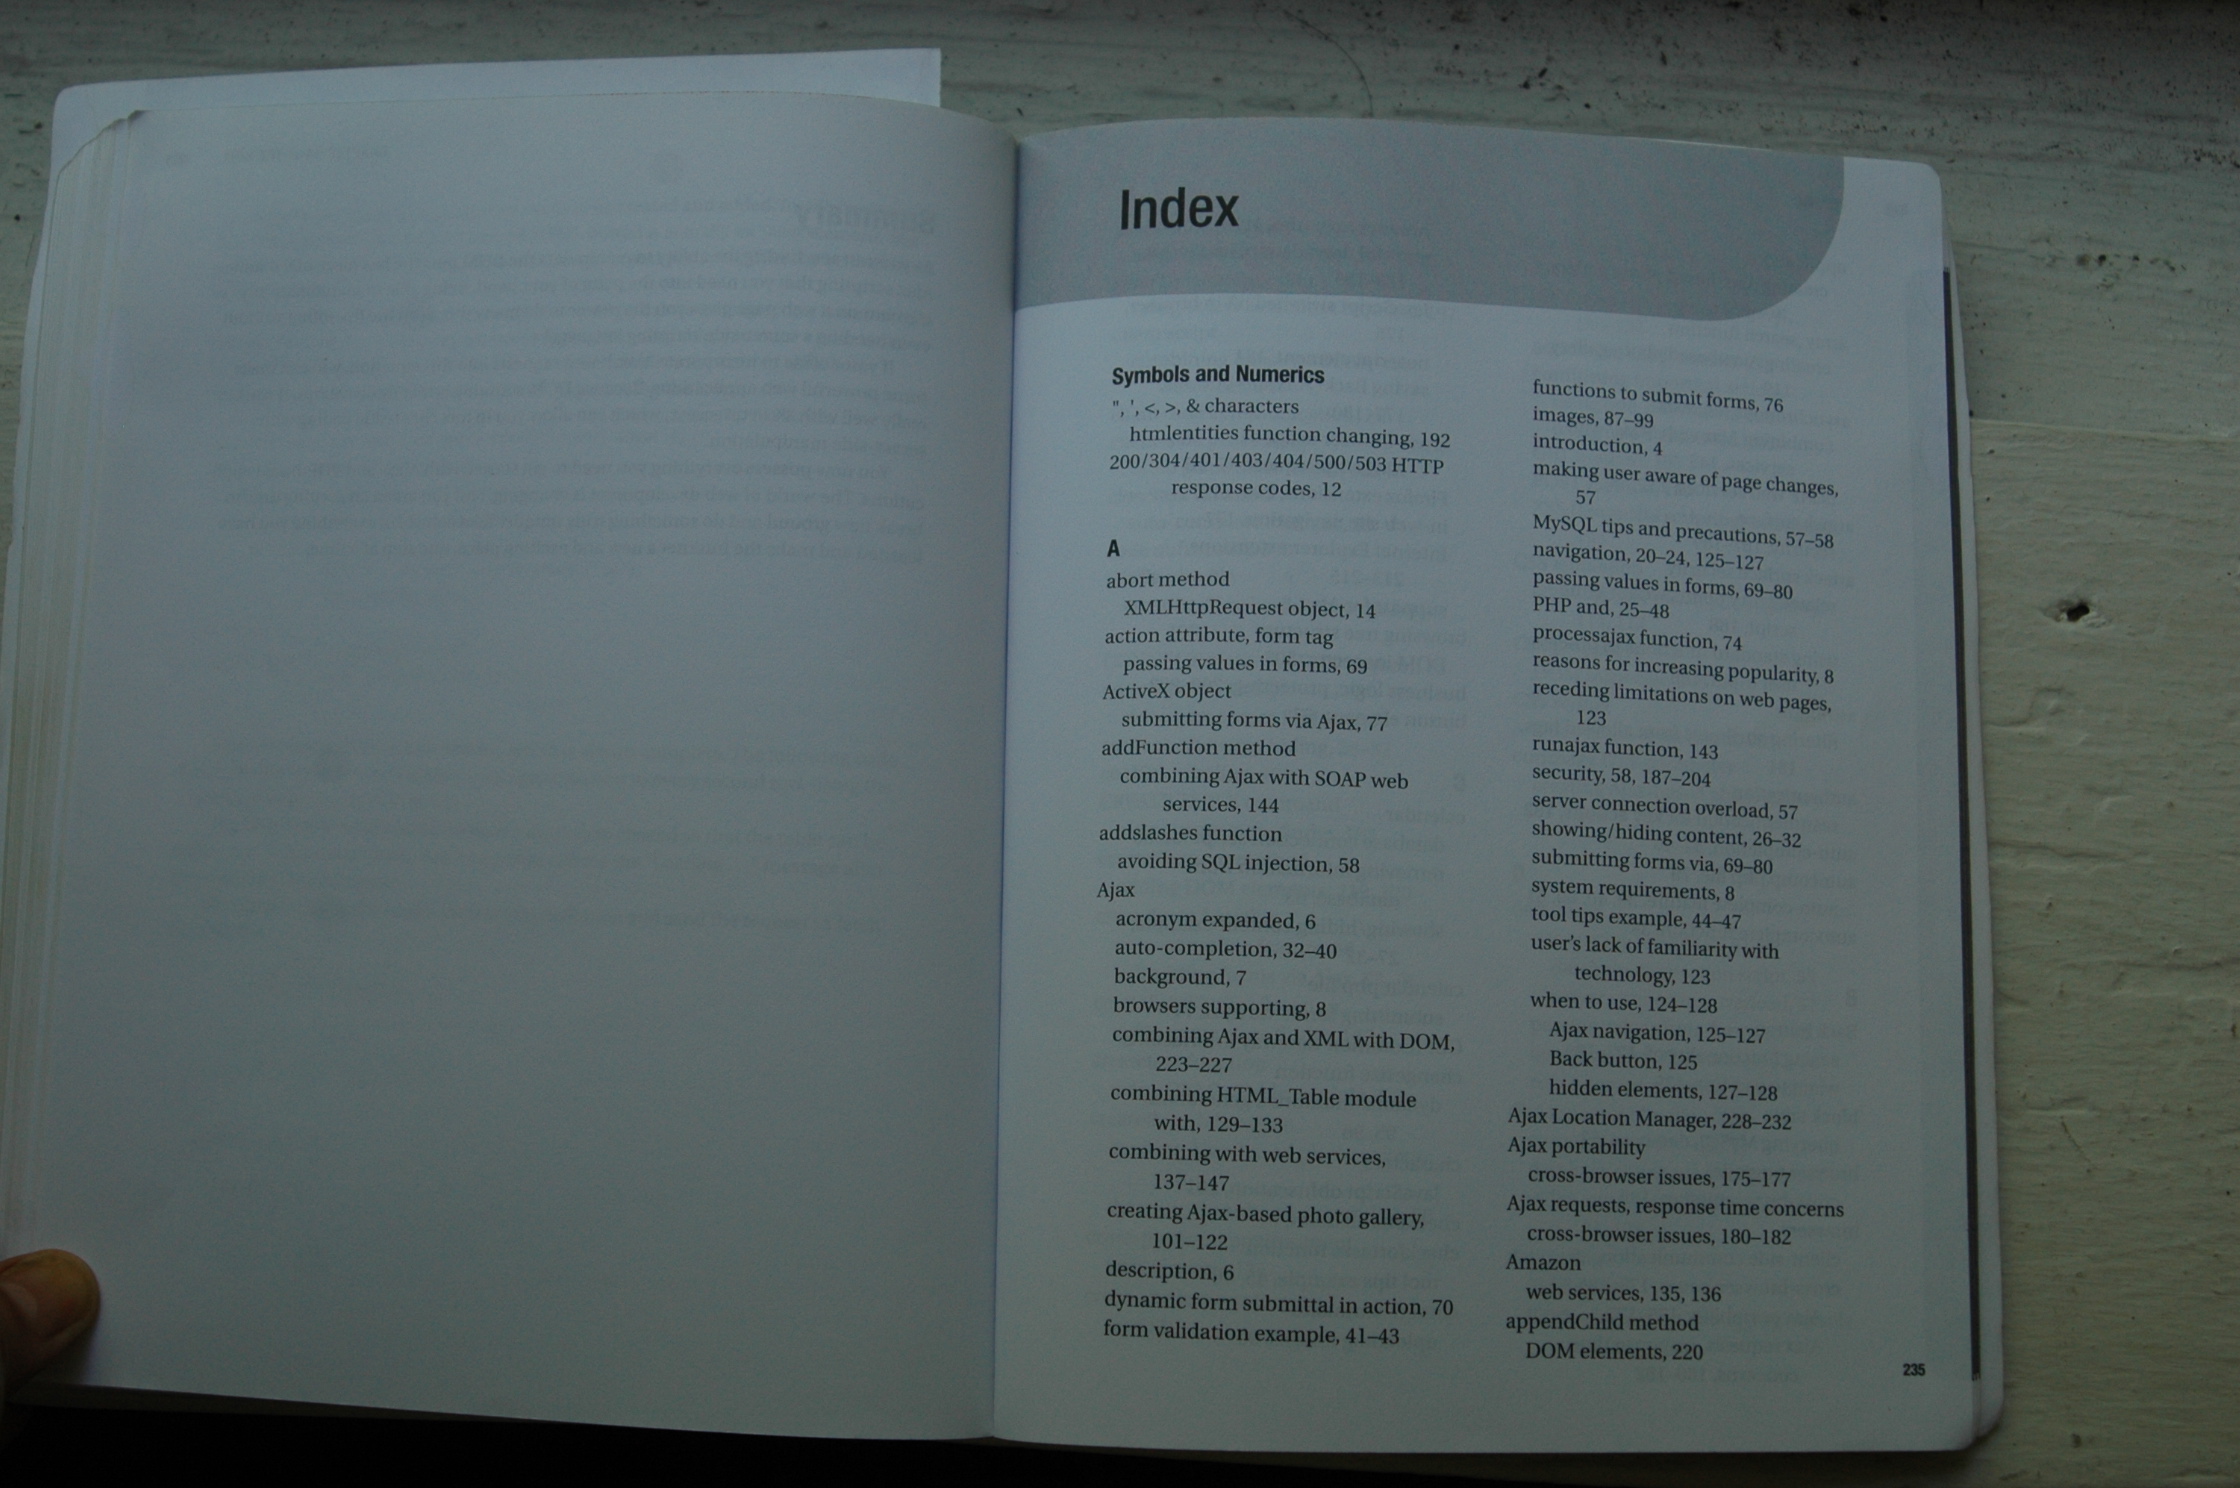 Index
Symbols and Numerics
", ', <, >, & characters
htmlentities function changing, 192
200/304/401/403/404/500/503 HTTP
response codes, 12
A
abort method
XMLHttpRequest object, 14
action attribute, form tag
passing values in forms, 69
ActiveX object
submitting forms via Ajax, 77
addFunction method
combining Ajax with SOAP web
services, 144
addslashes function
avoiding SQL injection, 58
Ajax
acronym expanded, 6
auto-completion, 32–40
background, 7
browsers supporting, 8
combining Ajax and XML with DOM,
223–227
combining HTML_Table module
with, 129–133
combining with web services,
137–147
creating Ajax-based photo gallery,
101–122
description, 6
dynamic form submittal in action, 70
form validation example, 41–43
functions to submit forms, 76
images, 87–99
introduction, 4
making user aware of page changes,
57
MySQL tips and precautions, 57–58
navigation, 20–24, 125–127
passing values in forms, 69–80
PHP and, 25–48
processajax function, 74
reasons for increasing popularity, 8
receding limitations on web pages,
123
runajax function, 143
security, 58, 187–204
server connection overload, 57
showing/hiding content, 26–32
submitting forms via, 69–80
system requirements, 8
tool tips example, 44–47
user's lack of familiarity with
technology, 123
when to use, 124–128
Ajax navigation, 125–127
Back button, 125
hidden elements, 127–128
Ajax Location Manager, 228–232
Ajax portability
cross-browser issues, 175–177
Ajax requests, response time concerns
cross-browser issues, 180–182
Amazon
web services, 135, 136
appendChild method
DOM elements, 220
235